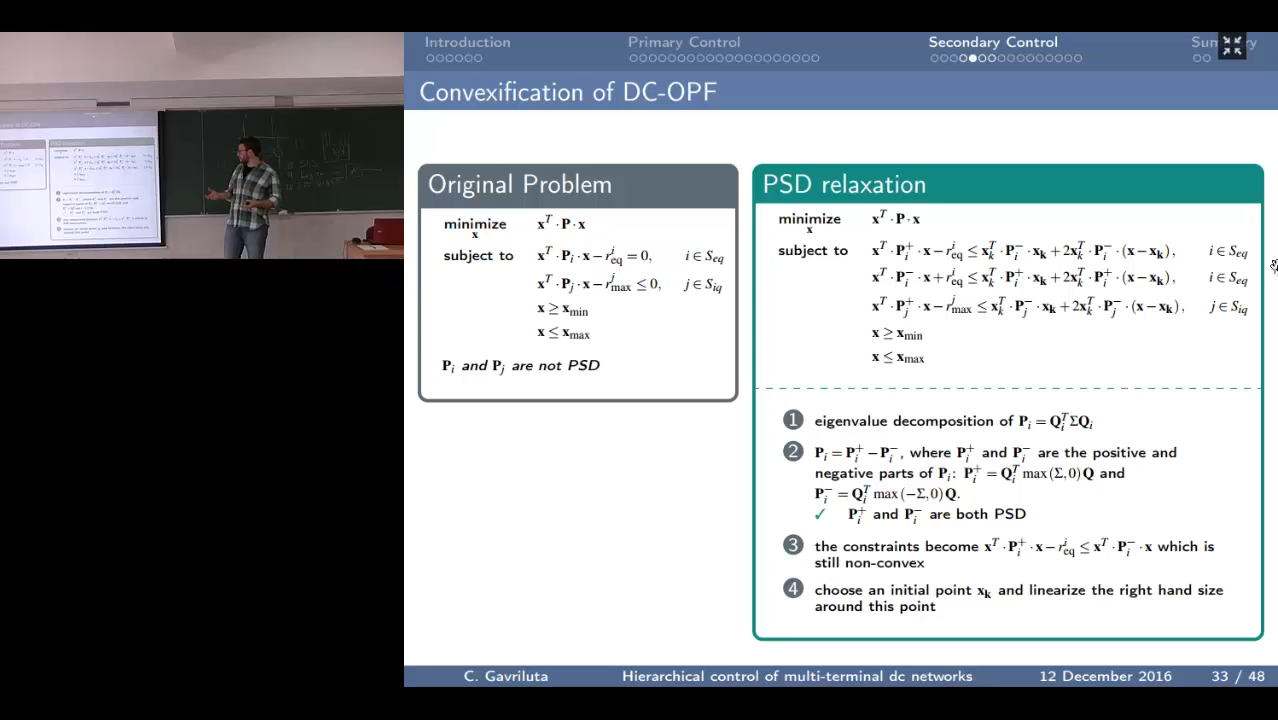 Introduction Primary Control Secondary Control Sum ry
Convexification of DC-OPF
Original Problem
minimize x^T · P · x
x
subject to x^T · P_i · x − r_eq^i = 0, i ∈ S_eq
x^T · P_j · x − r_max^j ≤ 0, j ∈ S_iq
x ≥ x_min
x ≤ x_max
P_i and P_j are not PSD
PSD relaxation
minimize x^T · P · x
x
subject to x^T · P_i^+ · x − r_eq^i ≤ x_k^T · P_i^− · x_k + 2x_k^T · P_i^− · (x − x_k), i ∈ S_eq
x^T · P_i^− · x + r_eq^i ≤ x_k^T · P_i^+ · x_k + 2x_k^T · P_i^+ · (x − x_k), i ∈ S_eq
x^T · P_j^+ · x − r_max^j ≤ x_k^T · P_j^− · x_k + 2x_k^T · P_j^− · (x − x_k), j ∈ S_iq
x ≥ x_min
x ≤ x_max
1 eigenvalue decomposition of P_i = Q_i^T ΣQ_i
2 P_i = P_i^+ − P_i^−, where P_i^+ and P_i^− are the positive and
negative parts of P_i: P_i^+ = Q_i^T max(Σ,0)Q and
P_i^− = Q_i^T max(−Σ,0)Q.
✓ P_i^+ and P_i^− are both PSD
3 the constraints become x^T · P_i^+ · x − r_eq^i ≤ x^T · P_i^− · x which is
still non-convex
4 choose an initial point x_k and linearize the right hand size
around this point
C. Gavriluta Hierarchical control of multi-terminal dc networks 12 December 2016 33 / 48